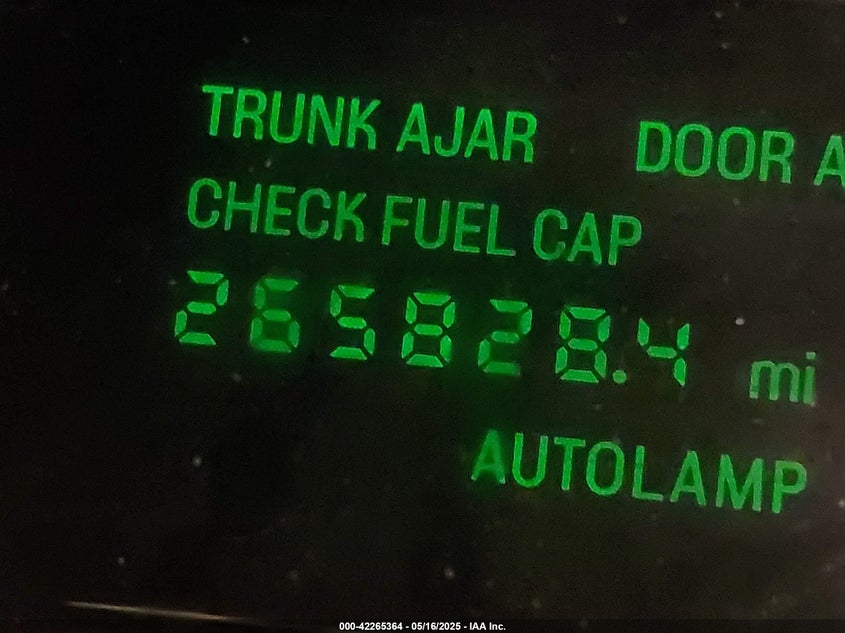 TRUNK AJAR DOOR A
CHECK FUEL CAP
265828.4 mi
AUTOLAMP
000-42265364 - 05/16/2025 - IAA Inc.